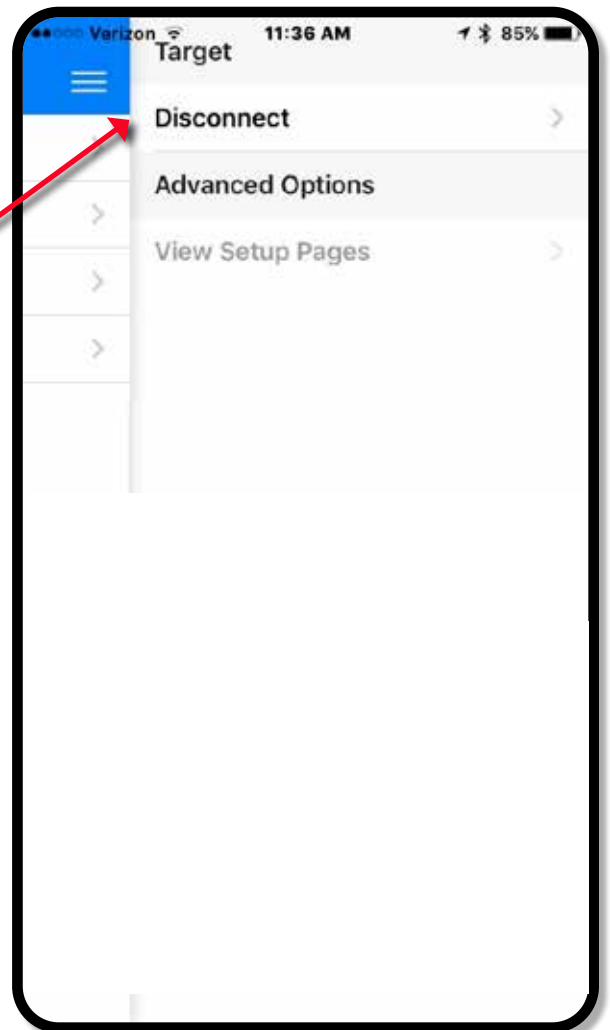 Verizon 11:36 AM 85%
Target
Disconnect
Advanced Options
View Setup Pages